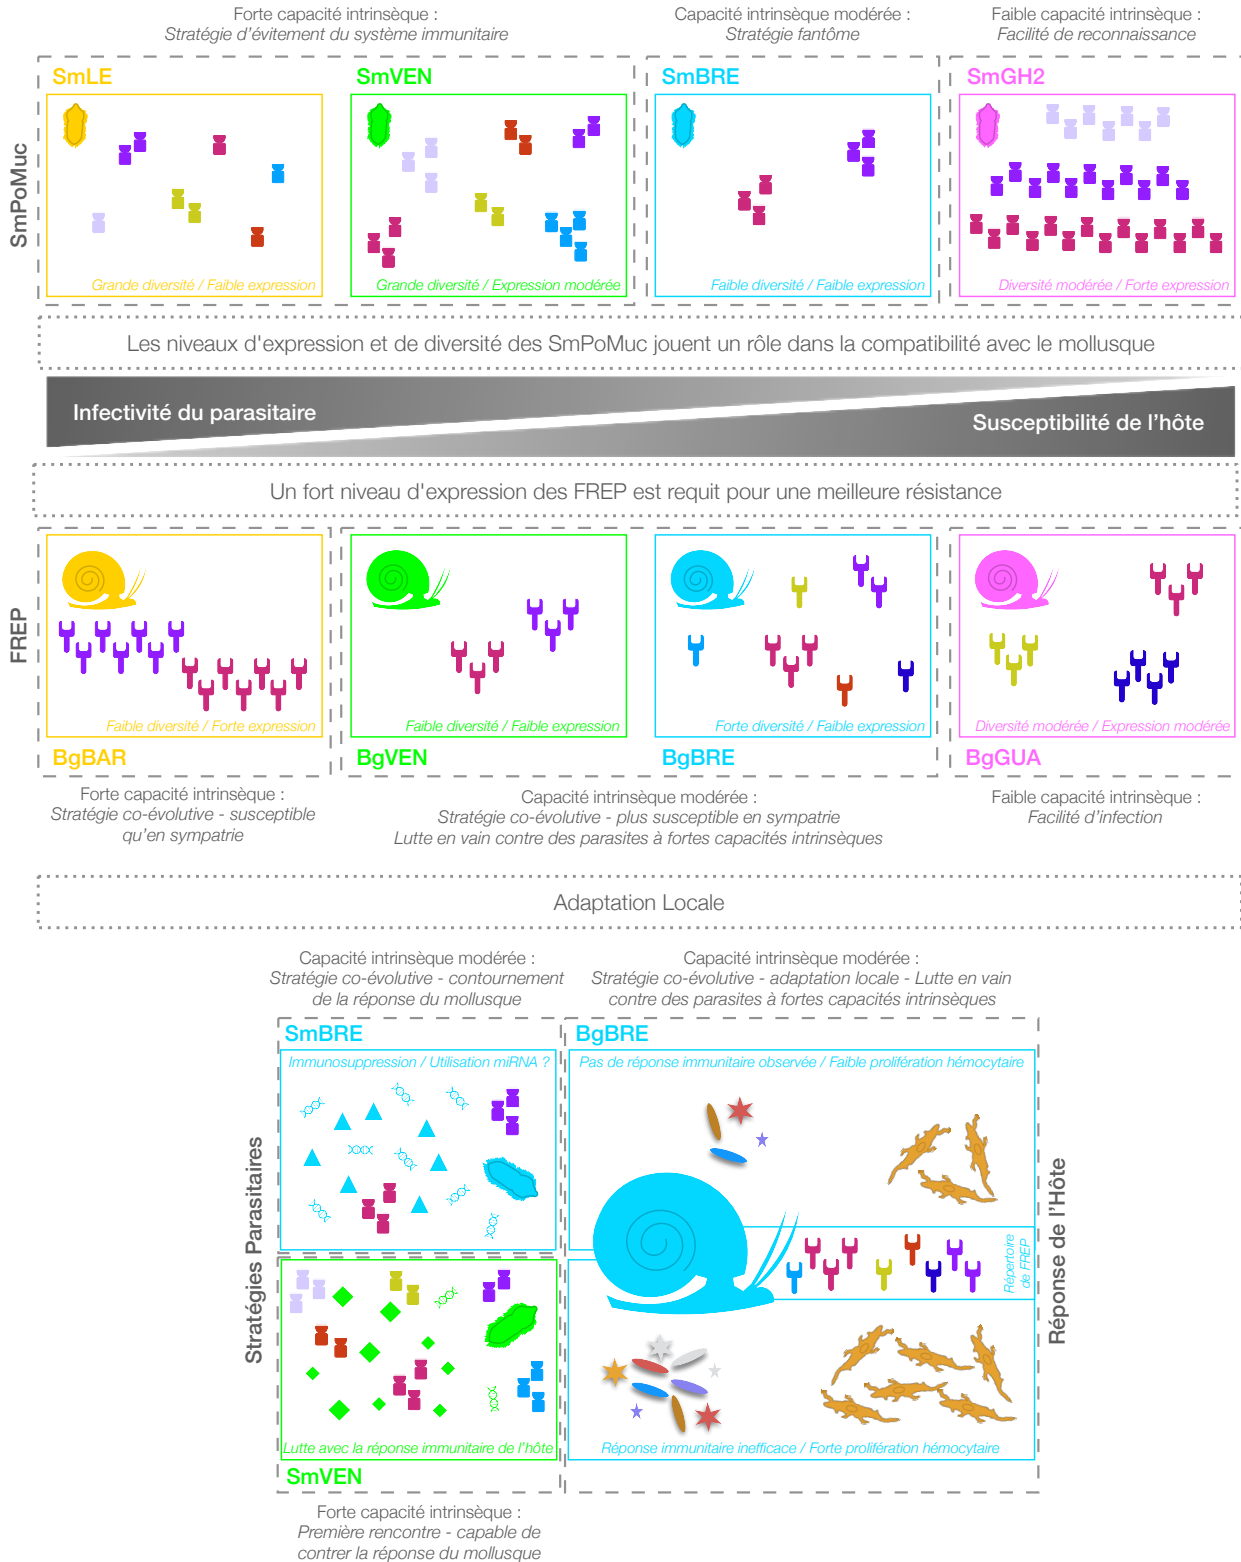 Forte capacité intrinsèque :
Stratégie d'évitement du système immunitaire
Capacité intrinsèque modérée :
Stratégie fantôme
Faible capacité intrinsèque :
Facilité de reconnaissance
SmPoMuc
SmLE
SmVEN
SmBRE
SmGH2
Grande diversité / Faible expression
Grande diversité / Expression modérée
Faible diversité / Faible expression
Diversité modérée / Forte expression
Les niveaux d'expression et de diversité des SmPoMuc jouent un rôle dans la compatibilité avec le mollusque
Infectivité du parasitaire
Susceptibilité de l'hôte
Un fort niveau d'expression des FREP est requit pour une meilleure résistance
FREP
Faible diversité / Forte expression
Faible diversité / Faible expression
Forte diversité / Faible expression
Diversité modérée / Expression modérée
BgBAR
BgVEN
BgBRE
BgGUA
Forte capacité intrinsèque :
Stratégie co-évolutive - susceptible
qu'en sympatrie
Capacité intrinsèque modérée :
Stratégie co-évolutive - plus susceptible en sympatrie
Lutte en vain contre des parasites à fortes capacités intrinsèques
Faible capacité intrinsèque :
Facilité d'infection
Adaptation Locale
Capacité intrinsèque modérée :
Stratégie co-évolutive - contournement
de la réponse du mollusque
Capacité intrinsèque modérée :
Stratégie co-évolutive - adaptation locale - Lutte en vain
contre des parasites à fortes capacités intrinsèques
Stratégies Parasitaires
SmBRE
Immunosuppression / Utilisation miRNA ?
BgBRE
Pas de réponse immunitaire observée / Faible prolifération hémocytaire
Répertoire
de FREP
Réponse de l'Hôte
Lutte avec la réponse immunitaire de l'hôte
SmVEN
Réponse immunitaire inefficace / Forte prolifération hémocytaire
Forte capacité intrinsèque :
Première rencontre - capable de
contrer la réponse du mollusque